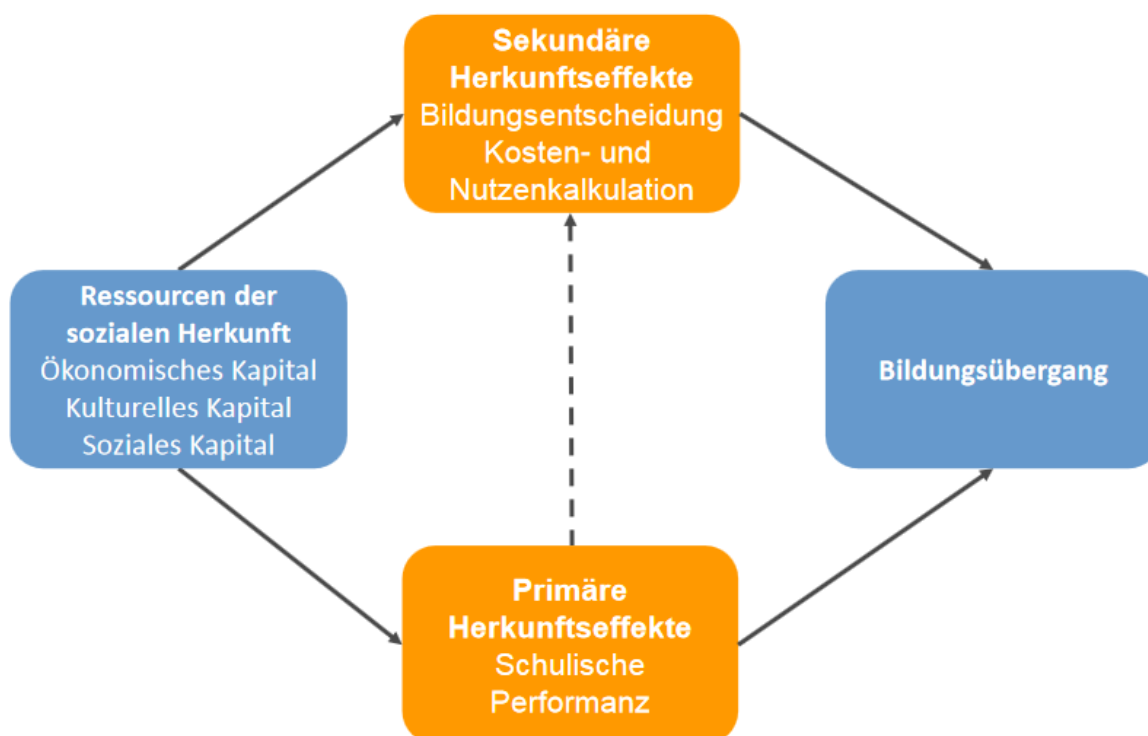 Sekundäre
Herkunftseffekte
Bildungsentscheidung
Kosten- und
Nutzenkalkulation
Ressourcen der
sozialen Herkunft
Ökonomisches Kapital
Kulturelles Kapital
Soziales Kapital
Bildungsübergang
Primäre
Herkunftseffekte
Schulische
Performanz